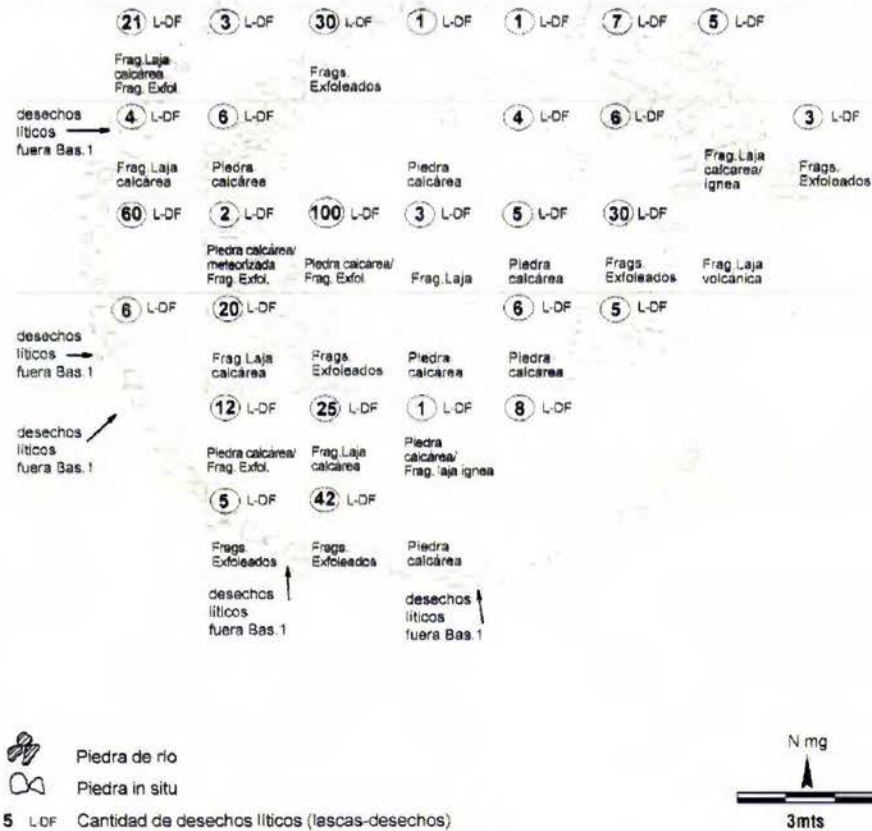 21 L-DF 3 L-DF 30 L-DF 1 L-DF 1 L-DF 7 L-DF 5 L-DF
Frag.Laja
calcárea
Frag. Exfol.
Frags.
Exfoleados
desechos
líticos
fuera Bas.1
4 L-DF 6 L-DF 4 L-DF 6 L-DF 3 L-DF
Frag.Laja
calcárea
Piedra
calcárea
Piedra
calcárea
Frag.Laja
calcarea/
ignea
Frags.
Exfoleados
60 L-DF 2 L-DF 100 L-DF 3 L-DF 5 L-DF 30 L-DF
Piedra calcárea/
meteorizada
Frag. Exfol.
Piedra calcárea/
Frag. Exfol.
Frag.Laja
Piedra
calcárea
Frags.
Exfoleados
Frag.Laja
volcánica
6 L-DF 20 L-DF 6 L-DF 5 L-DF
desechos
líticos
fuera Bas.1
Frag.Laja
calcárea
Frags.
Exfoleados
Piedra
calcárea
Piedra
calcárea
12 L-DF 25 L-DF 1 L-DF 8 L-DF
desechos
líticos
fuera Bas.1
Piedra calcárea/
Frag. Exfol.
Frag.Laja
calcárea
Piedra
calcárea/
Frag. laja ignea
5 L-DF 42 L-DF
Frags.
Exfoleados
Frags.
Exfoleados
Piedra
calcárea
desechos
líticos
fuera Bas.1
desechos
líticos
fuera Bas.1
Piedra de río
Piedra in situ
5 L-DF Cantidad de desechos líticos (lascas-desechos)
N mg
3mts